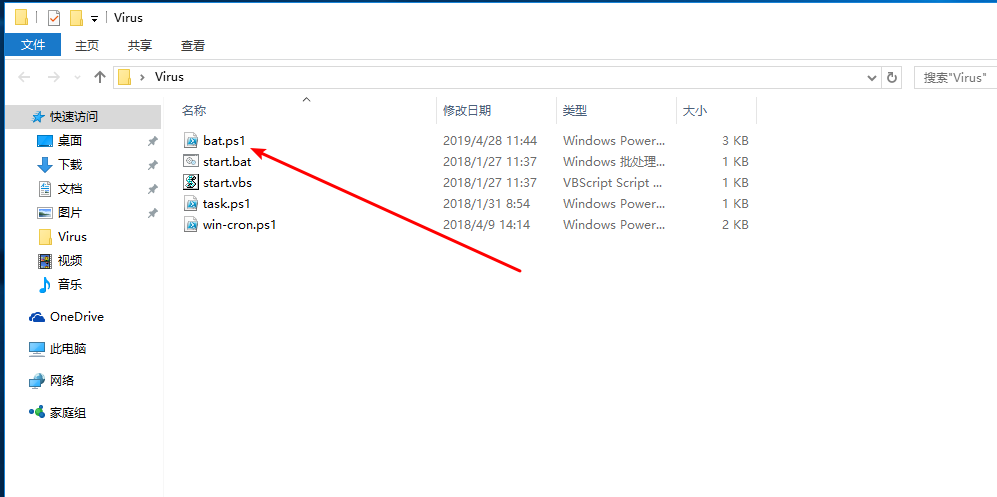 Virus
文件 主页 共享 查看
Virus 搜索"Virus"
快速访问 名称 修改日期 类型 大小
桌面 bat.ps1 2019/4/28 11:44 Windows Power... 3 KB
下载 start.bat 2018/1/27 11:37 Windows 批处理... 1 KB
文档 start.vbs 2018/1/27 11:37 VBScript Script ... 1 KB
图片 task.ps1 2018/1/31 8:54 Windows Power... 1 KB
Virus win-cron.ps1 2018/4/9 14:14 Windows Power... 2 KB
视频
音乐
OneDrive
此电脑
网络
家庭组